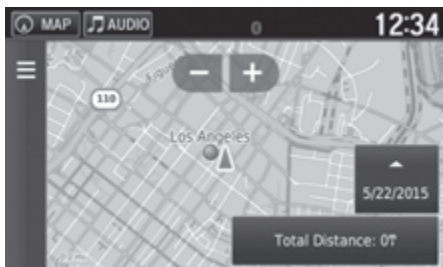 MAP AUDIO 0 12:34
110
Los Angeles
5/22/2015
Total Distance: 0